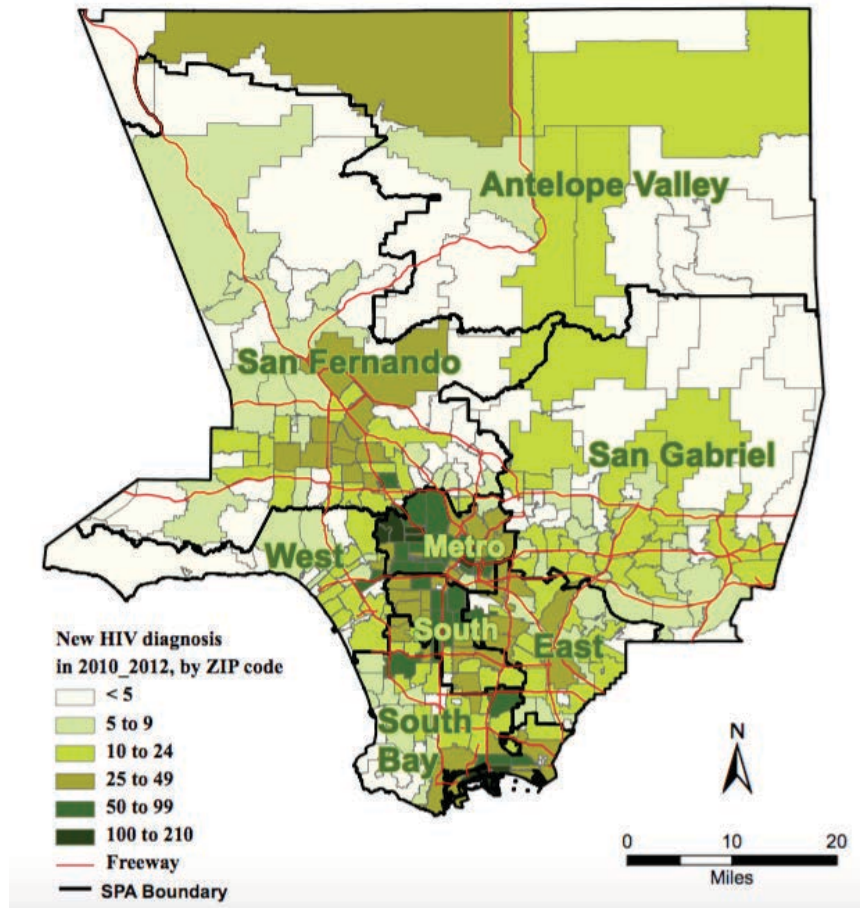 Antelope Valley
San Fernando
San Gabriel
West
Metro
South
East
South
Bay
New HIV diagnosis
in 2010_2012, by ZIP code
< 5
5 to 9
10 to 24
25 to 49
50 to 99
100 to 210
Freeway
SPA Boundary
N
0 10 20
Miles